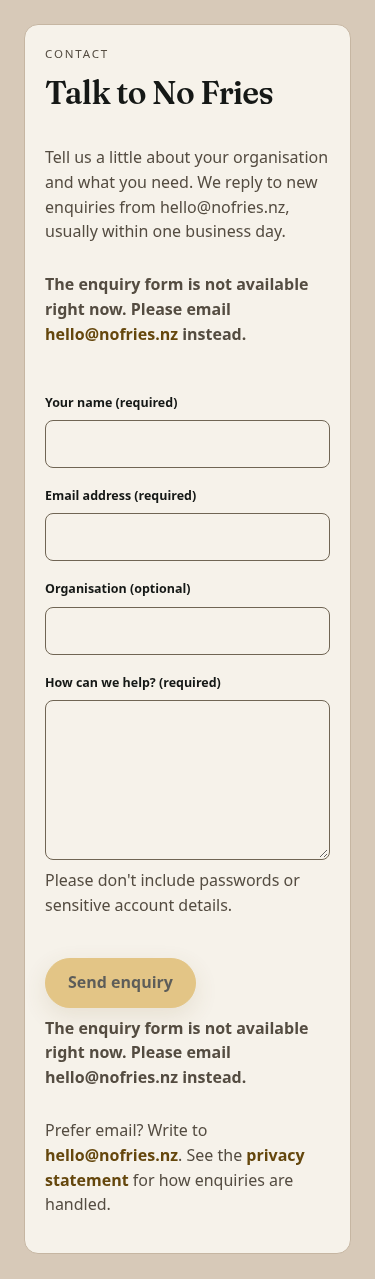 CONTACT
Talk to No Fries
Tell us a little about your organisation
and what you need. We reply to new
enquiries from hello@nofries.nz,
usually within one business day.
The enquiry form is not available
right now. Please email
hello@nofries.nz instead.
Your name (required)
Email address (required)
Organisation (optional)
How can we help? (required)
Please don't include passwords or
sensitive account details.
Send enquiry
The enquiry form is not available
right now. Please email
hello@nofries.nz instead.
Prefer email? Write to
hello@nofries.nz. See the privacy
statement for how enquiries are
handled.